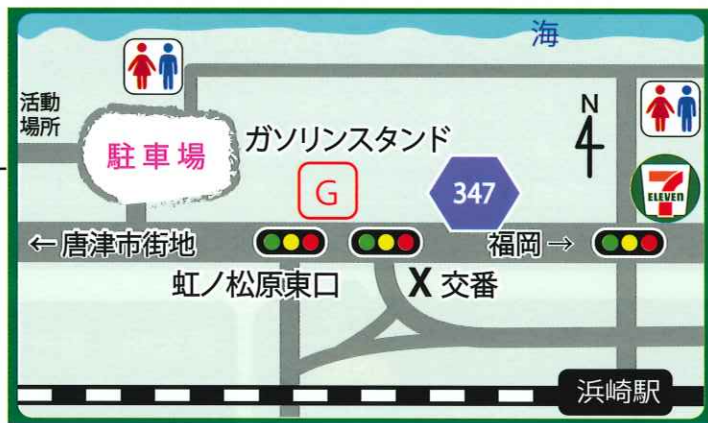 海
活動
場所
駐車場
ガソリンスタンド
N
G
347
7
ELEVEN
←唐津市街地
福岡→
虹ノ松原東口
X 交番
浜崎駅